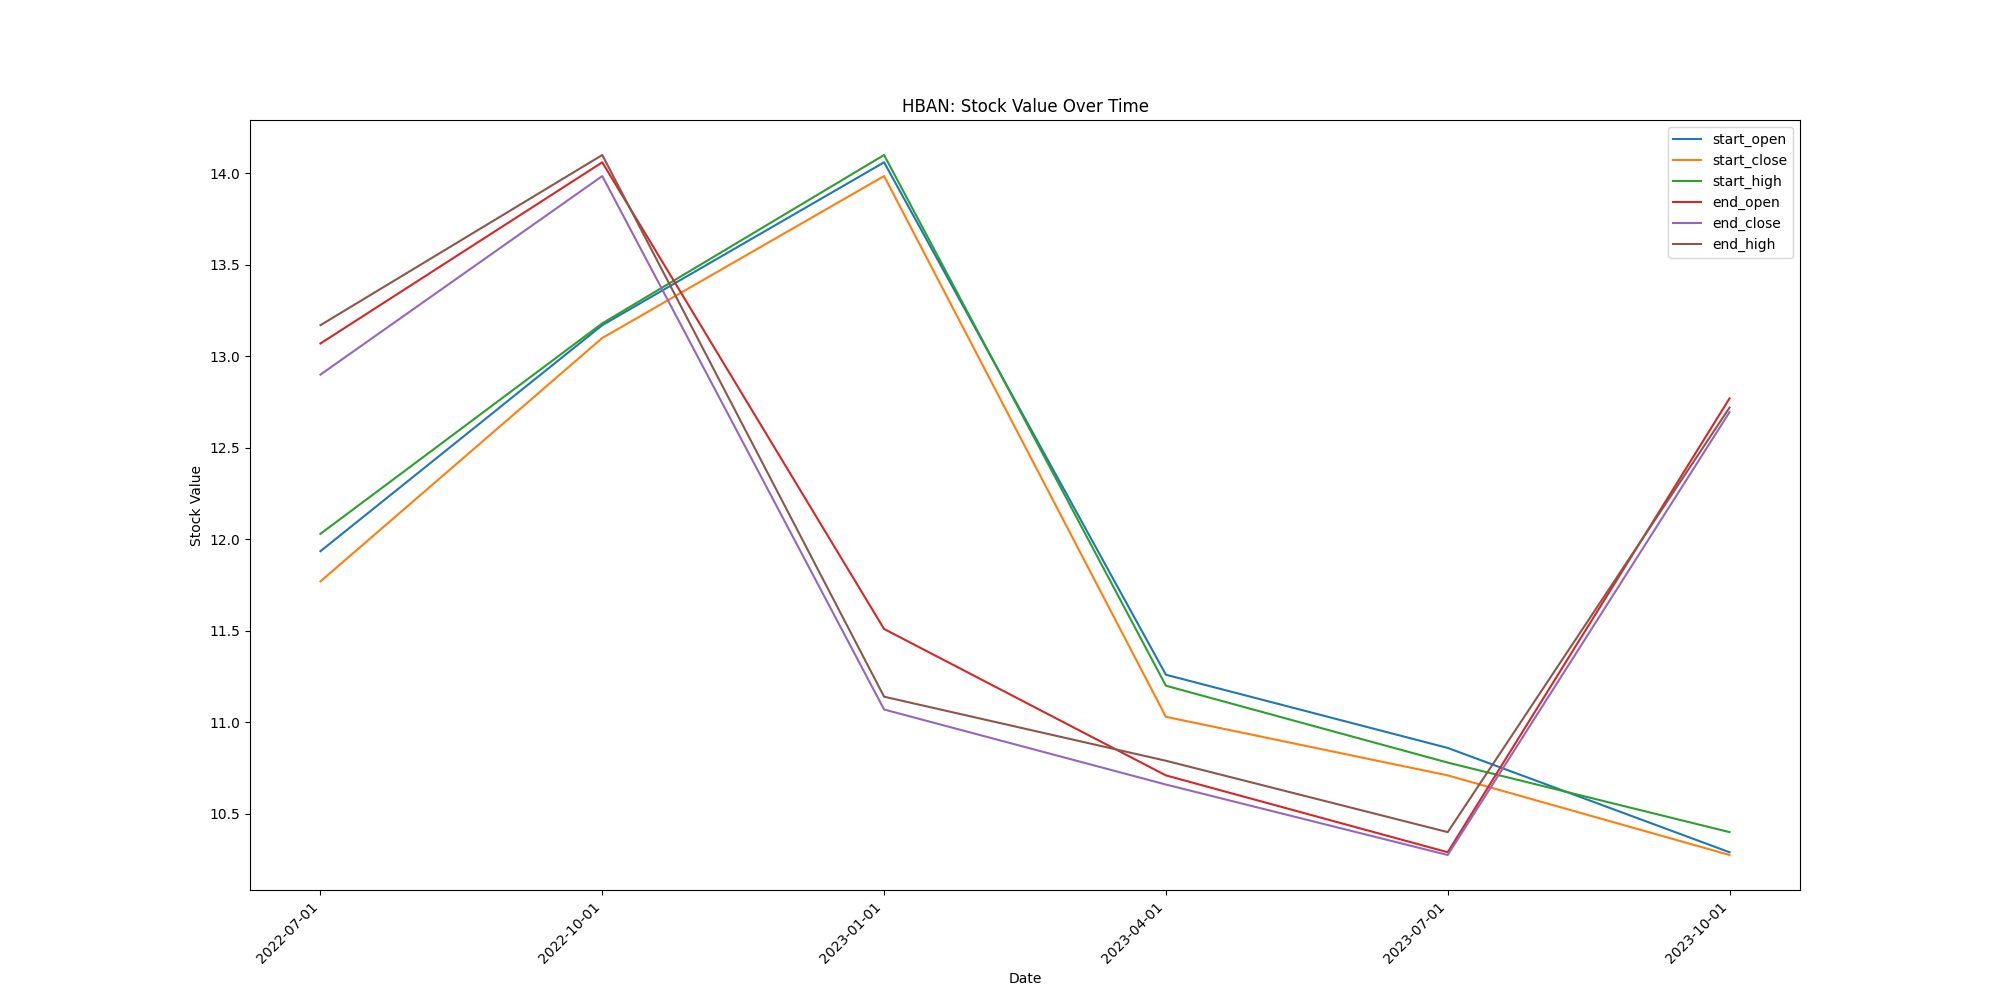 HBAN: Stock Value Over Time
start_open
start_close
start_high
end_open
end_close
end_high
14.0
13.5
13.0
12.5
12.0
11.5
11.0
10.5
Stock Value
2022-07-01
2022-10-01
2023-01-01
2023-04-01
2023-07-01
2023-10-01
Date